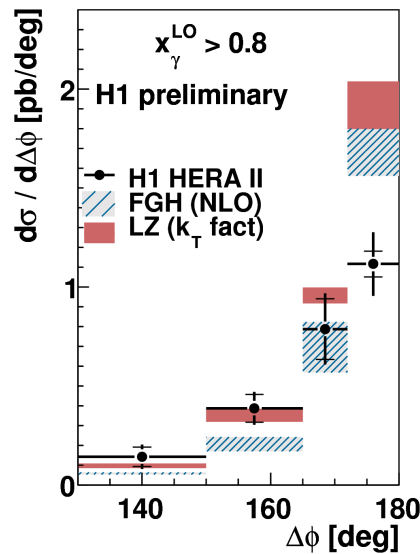 x_γ^LO > 0.8
H1 preliminary
H1 HERA II
FGH (NLO)
LZ (k_T fact)
dσ / dΔϕ [pb/deg]
2
1
0
140 160 180
Δϕ [deg]